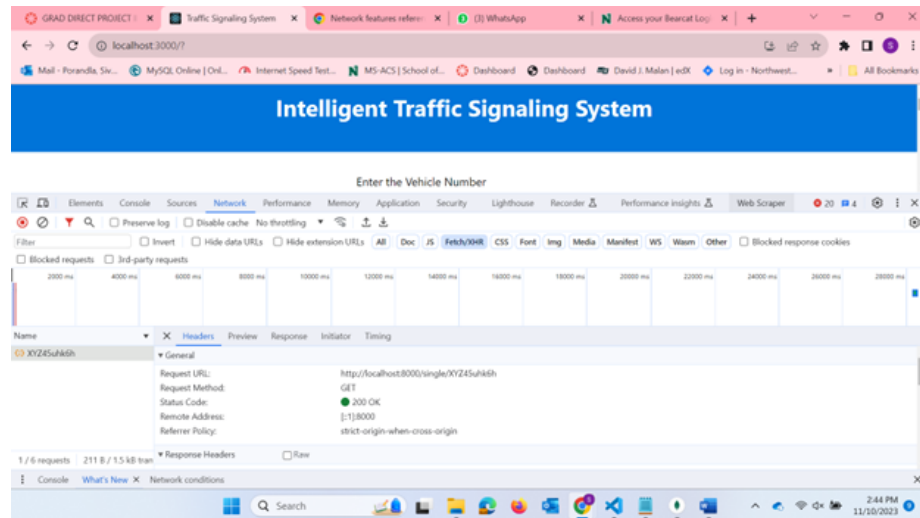 GRAD DIRECT PROJECT I Traffic Signaling System Network features refere (3) WhatsApp Access your Bearcat Log
localhost:3000/?
Mail - Porandla, Siv... MySQL Online | Onl... Internet Speed Test... MS-ACS | School of... Dashboard Dashboard David J. Malan | edX Log in - Northwest... » All Bookmarks
Intelligent Traffic Signaling System
Enter the Vehicle Number
Elements Console Sources Network Performance Memory Application Security Lighthouse Recorder Performance insights Web Scraper 20 4
Preserve log Disable cache No throttling
Filter Invert Hide data URLs Hide extension URLs All Doc JS Fetch/XHR CSS Font Img Media Manifest WS Wasm Other Blocked response cookies
Blocked requests 3rd-party requests
2000 ms 4000 ms 6000 ms 8000 ms 10000 ms 12000 ms 14000 ms 16000 ms 18000 ms 20000 ms 22000 ms 24000 ms 26000 ms 28000 ms
Name Headers Preview Response Initiator Timing
XYZ45uhk6h General
Request URL: http://localhost:8000/single/XYZ45uhk6h
Request Method: GET
Status Code: 200 OK
Remote Address: [::1]:8000
Referrer Policy: strict-origin-when-cross-origin
1 / 6 requests 211 B / 1.5 kB tran Response Headers Raw
Console What's New Network conditions
Search 2:44 PM
11/10/2023